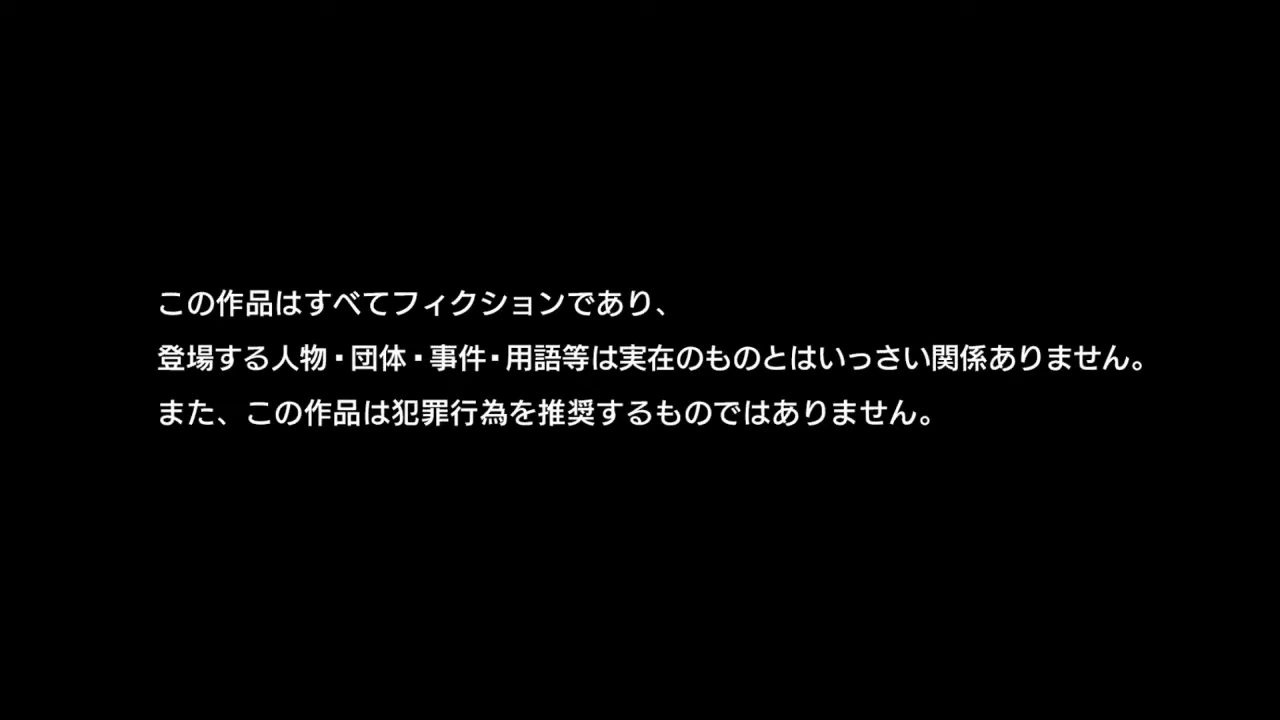 この作品はすべてフィクションであり、
登場する人物・団体・事件・用語等は実在のものとはいっさい関係ありません。
また、この作品は犯罪行為を推奨するものではありません。